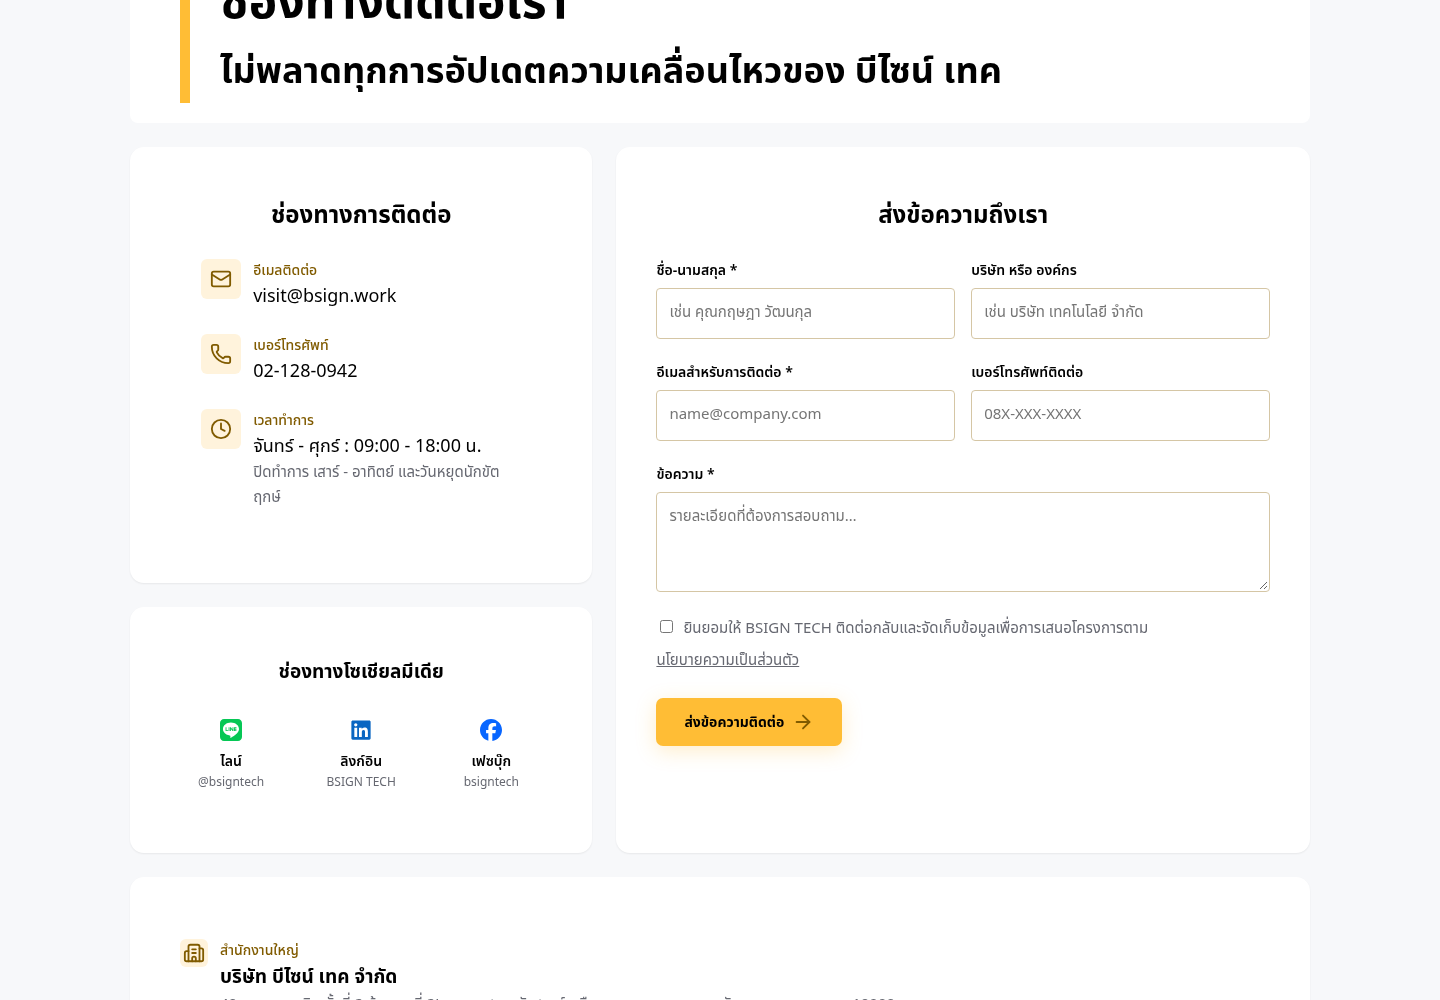 ช่องทางติดต่อเรา
ไม่พลาดทุกการอัปเดตความเคลื่อนไหวของ บีไซน์ เทค
ช่องทางการติดต่อ
อีเมลติดต่อ
visit@bsign.work
เบอร์โทรศัพท์
02-128-0942
เวลาทำการ
จันทร์ - ศุกร์ : 09:00 - 18:00 น.
ปิดทำการ เสาร์ - อาทิตย์ และวันหยุดนักขัต
ฤกษ์
ช่องทางโซเชียลมีเดีย
LINE
ไลน์
@bsigntech
in
ลิงก์อิน
BSIGN TECH
เฟซบุ๊ก
bsigntech
ส่งข้อความถึงเรา
ชื่อ-นามสกุล *
เช่น คุณกฤษฎา วัฒนกุล
บริษัท หรือ องค์กร
เช่น บริษัท เทคโนโลยี จำกัด
อีเมลสำหรับการติดต่อ *
name@company.com
เบอร์โทรศัพท์ติดต่อ
08X-XXX-XXXX
ข้อความ *
รายละเอียดที่ต้องการสอบถาม...
ยินยอมให้ BSIGN TECH ติดต่อกลับและจัดเก็บข้อมูลเพื่อการเสนอโครงการตาม
นโยบายความเป็นส่วนตัว
ส่งข้อความติดต่อ
สำนักงานใหญ่
บริษัท บีไซน์ เทค จำกัด